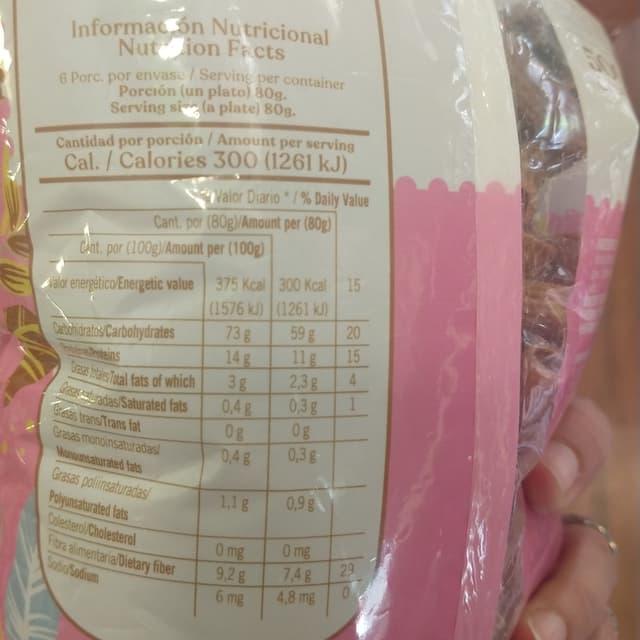 Información Nutricional
Nutrition Facts
6 Porc. por envase / Serving per container
Porción (un plato) 80g.
Serving size (a plate) 80g.
Cantidad por porción / Amount per serving
Cal. / Calories 300 (1261 kJ)
Valor Diario * / % Daily Value
Cant. por (80g)/Amount per (80g)
Cant. por (100g)/Amount per (100g)
Valor energético/Energetic value 375 Kcal 300 Kcal 15
(1576 kJ) (1261 kJ)
Carbohidratos/Carbohydrates 73 g 59 g 20
Proteins 14 g 11 g 15
Grasas totales/Total fats of which 3 g 2,3 g 4
Grasas saturadas/Saturated fats 0,4 g 0,3 g 1
Grasas trans/Trans fat 0 g 0 g
Grasas monoinsaturadas/
Monounsaturated fats 0,4 g 0,3 g
Grasas poliinsaturadas/
Polyunsaturated fats 1,1 g 0,9 g
Colesterol/Cholesterol 0 mg 0 mg
Fibra alimentaria/Dietary fiber 9,2 g 7,4 g 29
Sodio/Sodium 6 mg 4,8 mg 0